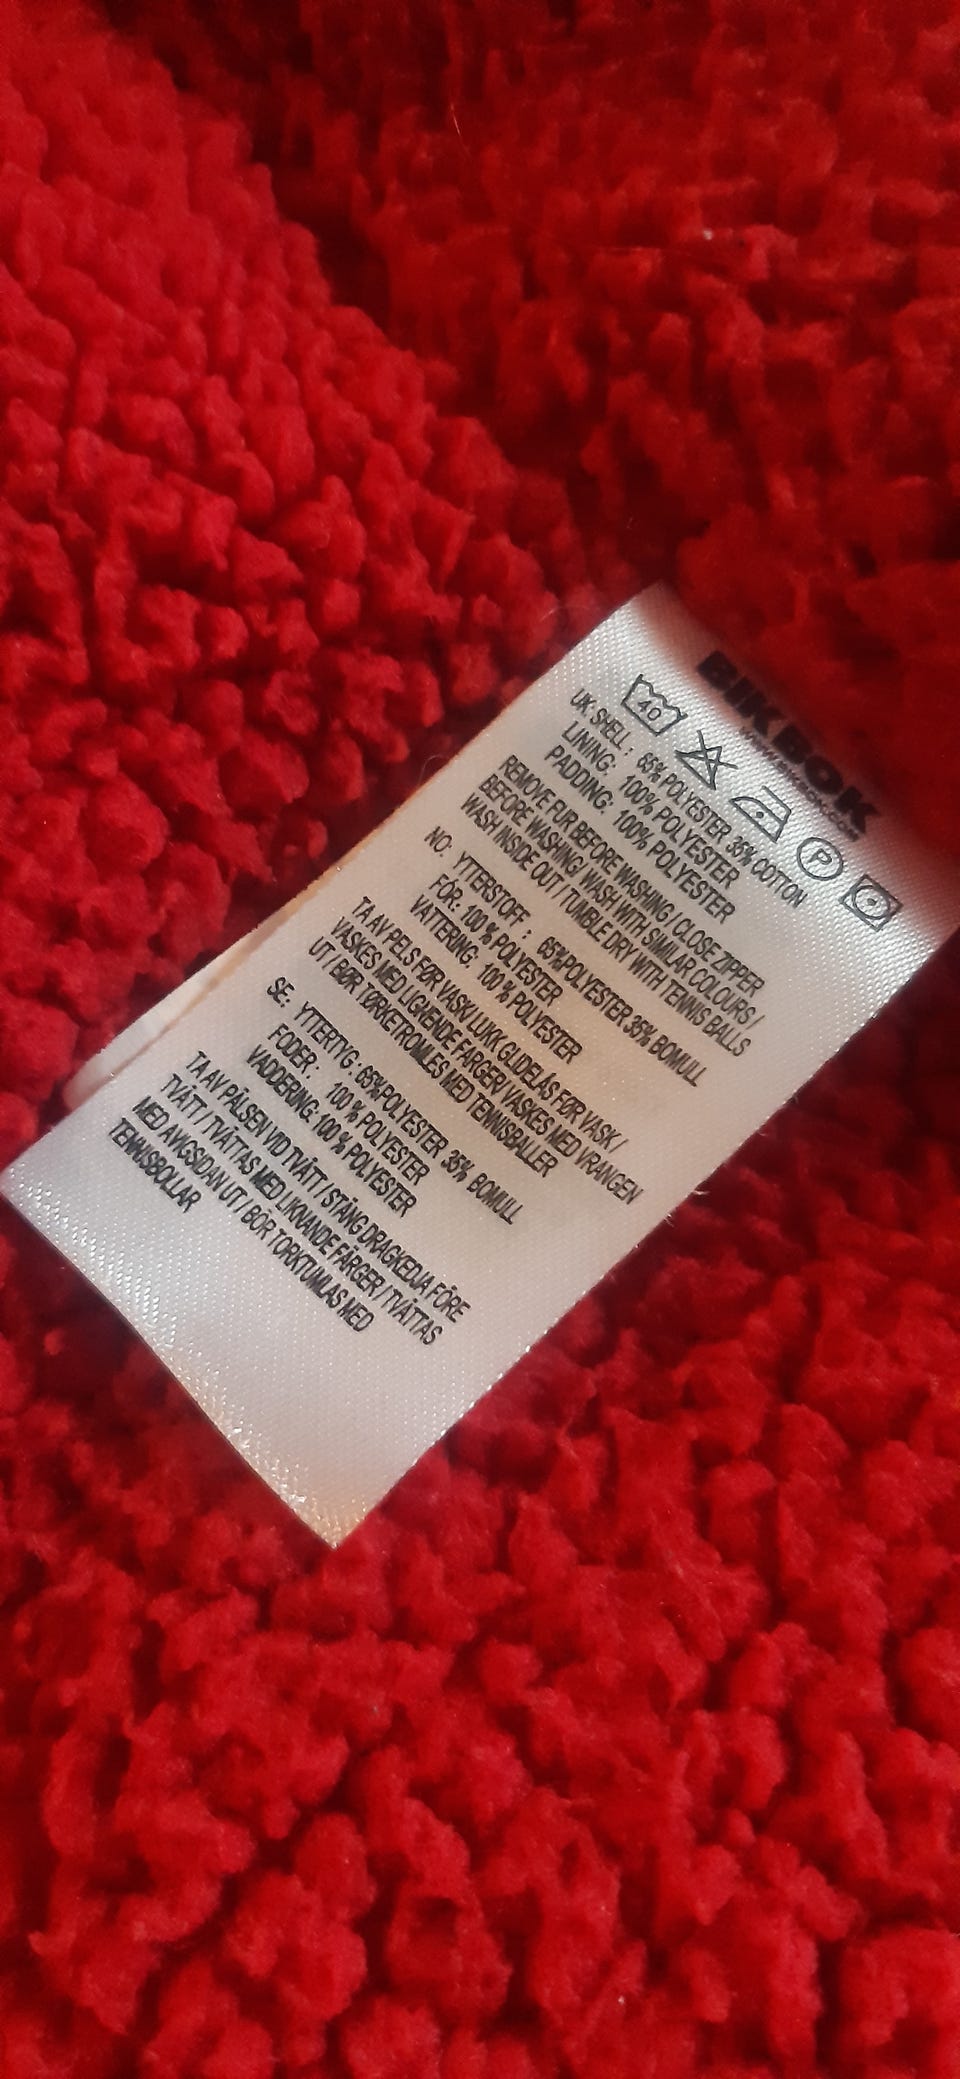 BIKBOK
40
P
UK: SHELL : 65% POLYESTER 35% COTTON
LINING: 100% POLYESTER
PADDING: 100% POLYESTER
REMOVE FUR BEFORE WASHING / CLOSE ZIPPER
BEFORE WASHING/ WASH WITH SIMILAR COLOURS /
WASH INSIDE OUT / TUMBLE DRY WITH TENNIS BALLS
NO: YTTERSTOFF : 65%POLYESTER 35% BOMULL
FÓR: 100 % POLYESTER
VATTERING: 100 % POLYESTER
TA AV PELS FØR VASK/ LUKK GLIDELÅS FØR VASK /
VASKES MED LIGNENDE FARGER/ VASKES MED VRANGEN
UT / BØR TØRKETROMLES MED TENNISBALLER
SE: YTTERTYG : 65%POLYESTER 35% BOMULL
FODER : 100 % POLYESTER
VADDERING: 100 % POLYESTER
TA AV PÄLSEN VID TVÄTT / STÄNG DRAGKEDJA FÖRE
TVÄTT / TVÄTTAS MED LIKNANDE FÄRGER / TVÄTTAS
MED AVIGSIDAN UT / BÖR TORKTUMLAS MED
TENNISBOLLAR